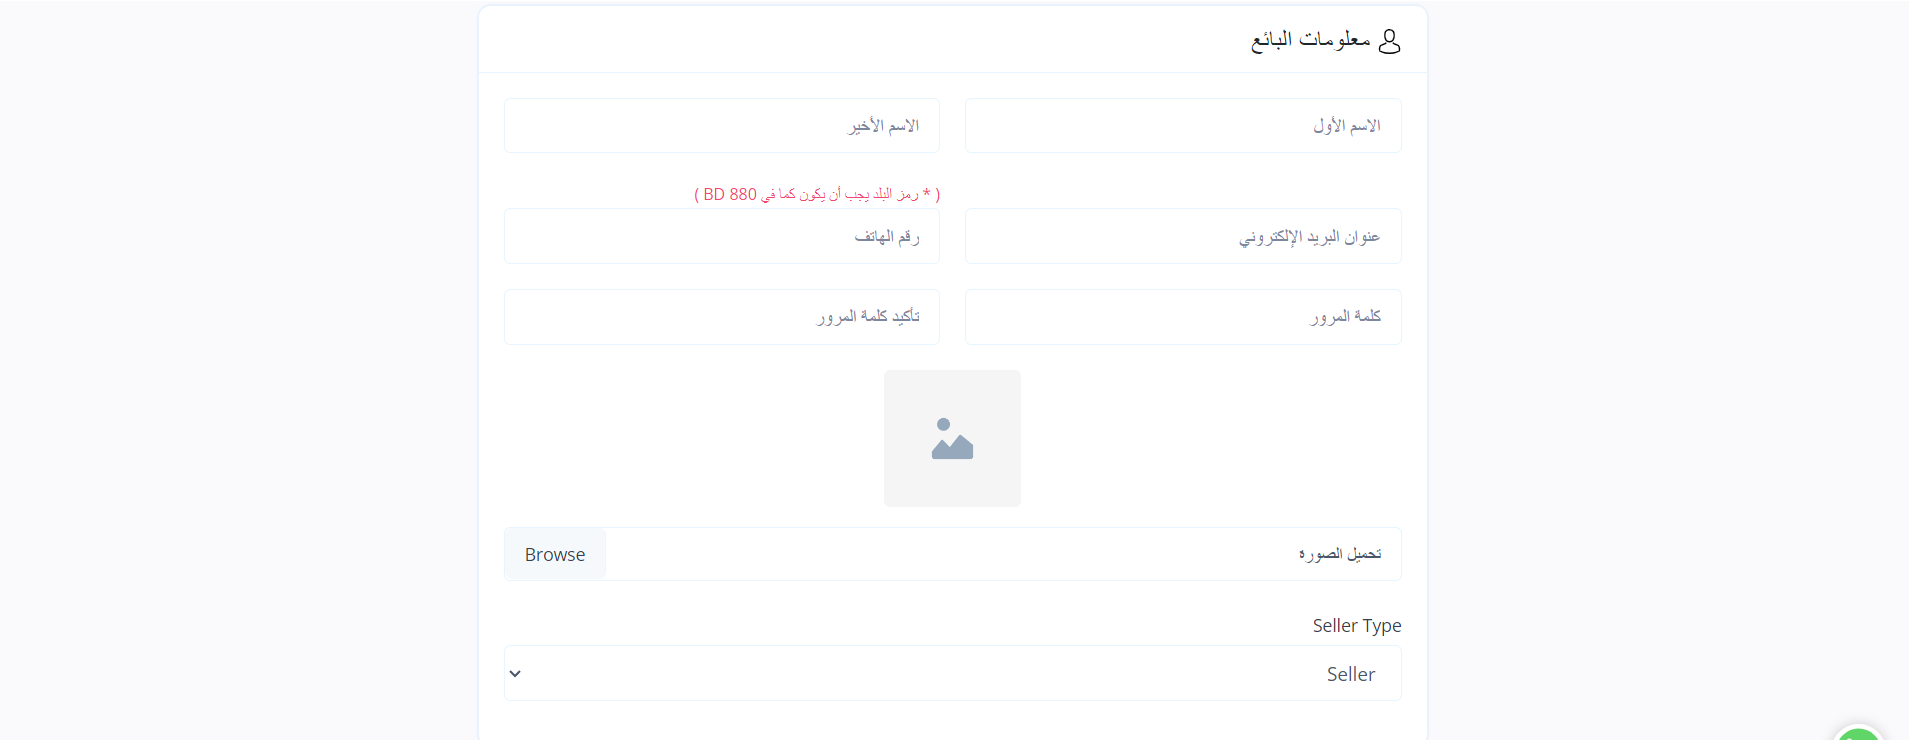 معلومات البائع
الاسم الأول
الاسم الأخير
( * رمز البلد يجب أن يكون كما في BD 880 )
عنوان البريد الإلكتروني
رقم الهاتف
كلمة المرور
تأكيد كلمة المرور
تحميل الصورة
Browse
Seller Type
Seller